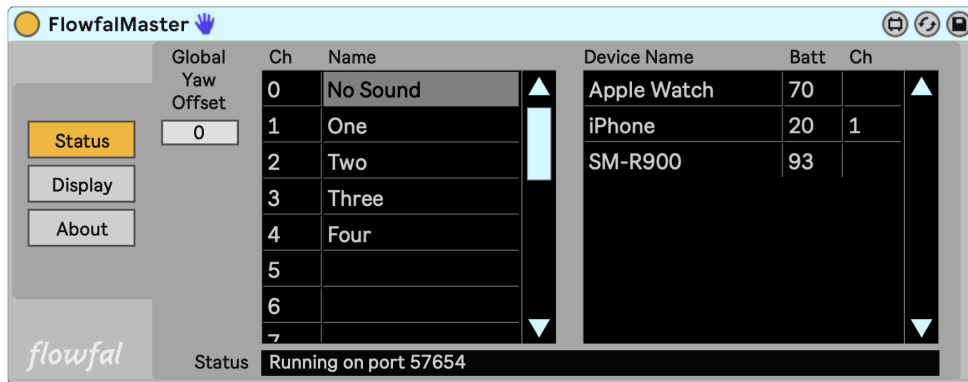 FlowfalMaster
Global Yaw Offset
0
Status
Display
About
flowfal
Ch Name
0 No Sound
1 One
2 Two
3 Three
4 Four
5
6
7
Device Name Batt Ch
Apple Watch 70
iPhone 20 1
SM-R900 93
Status Running on port 57654